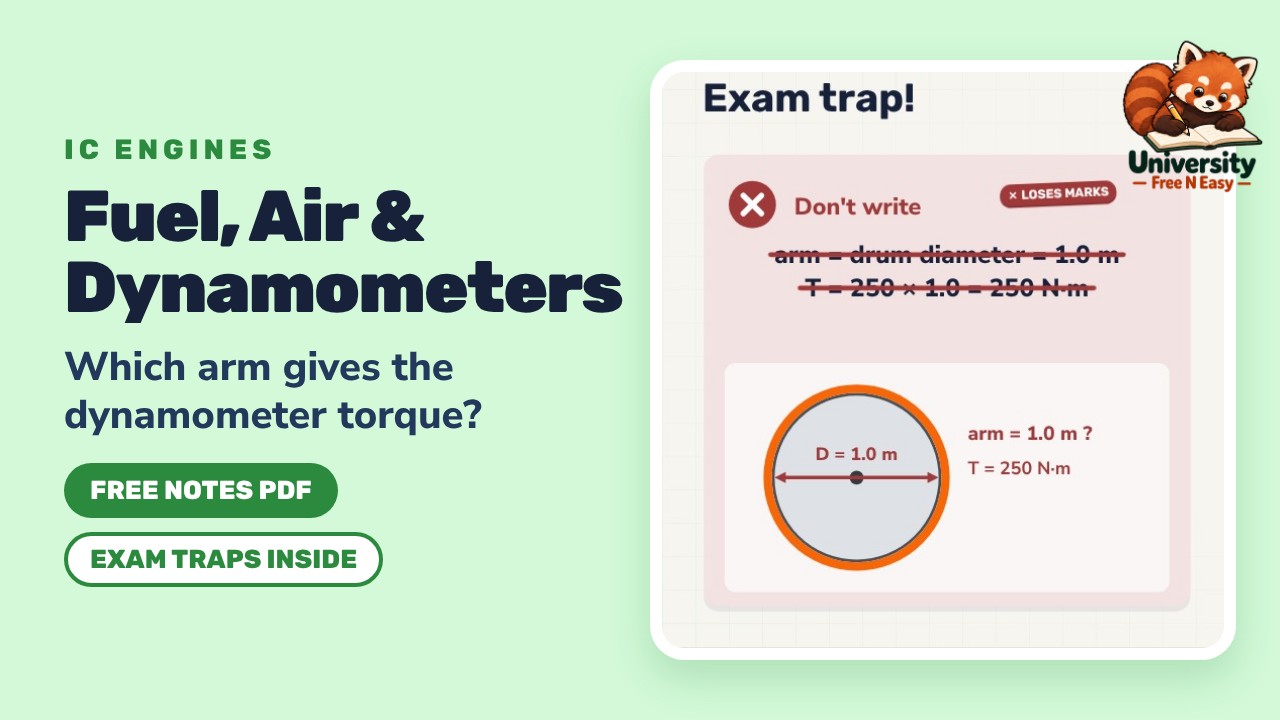 IC ENGINES
Fuel, Air &
Dynamometers
Which arm gives the
dynamometer torque?
FREE NOTES PDF
EXAM TRAPS INSIDE
Exam trap!
Don't write
× LOSES MARKS
arm = drum diameter = 1.0 m
T = 250 × 1.0 = 250 N·m
D = 1.0 m
arm = 1.0 m ?
T = 250 N·m
University
Free N Easy